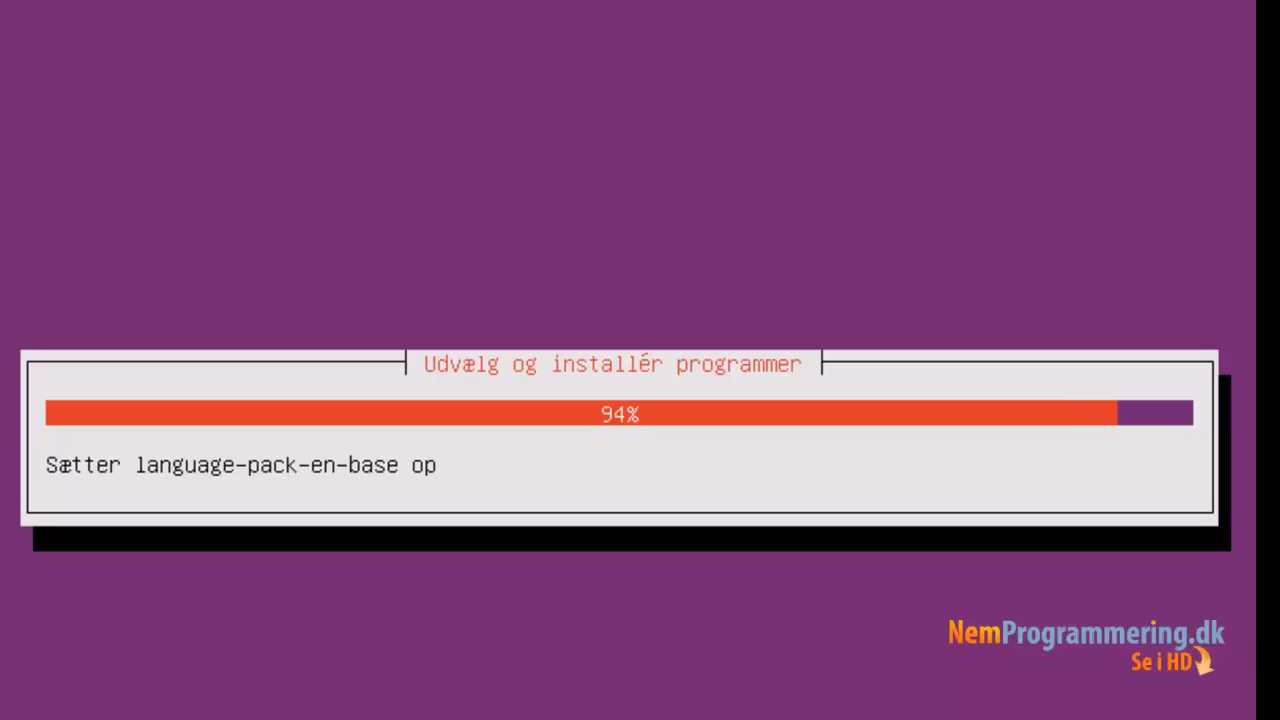 Udvælg og installér programmer
94%
Sætter language-pack-en-base op
NemProgrammering.dk
Se i HD